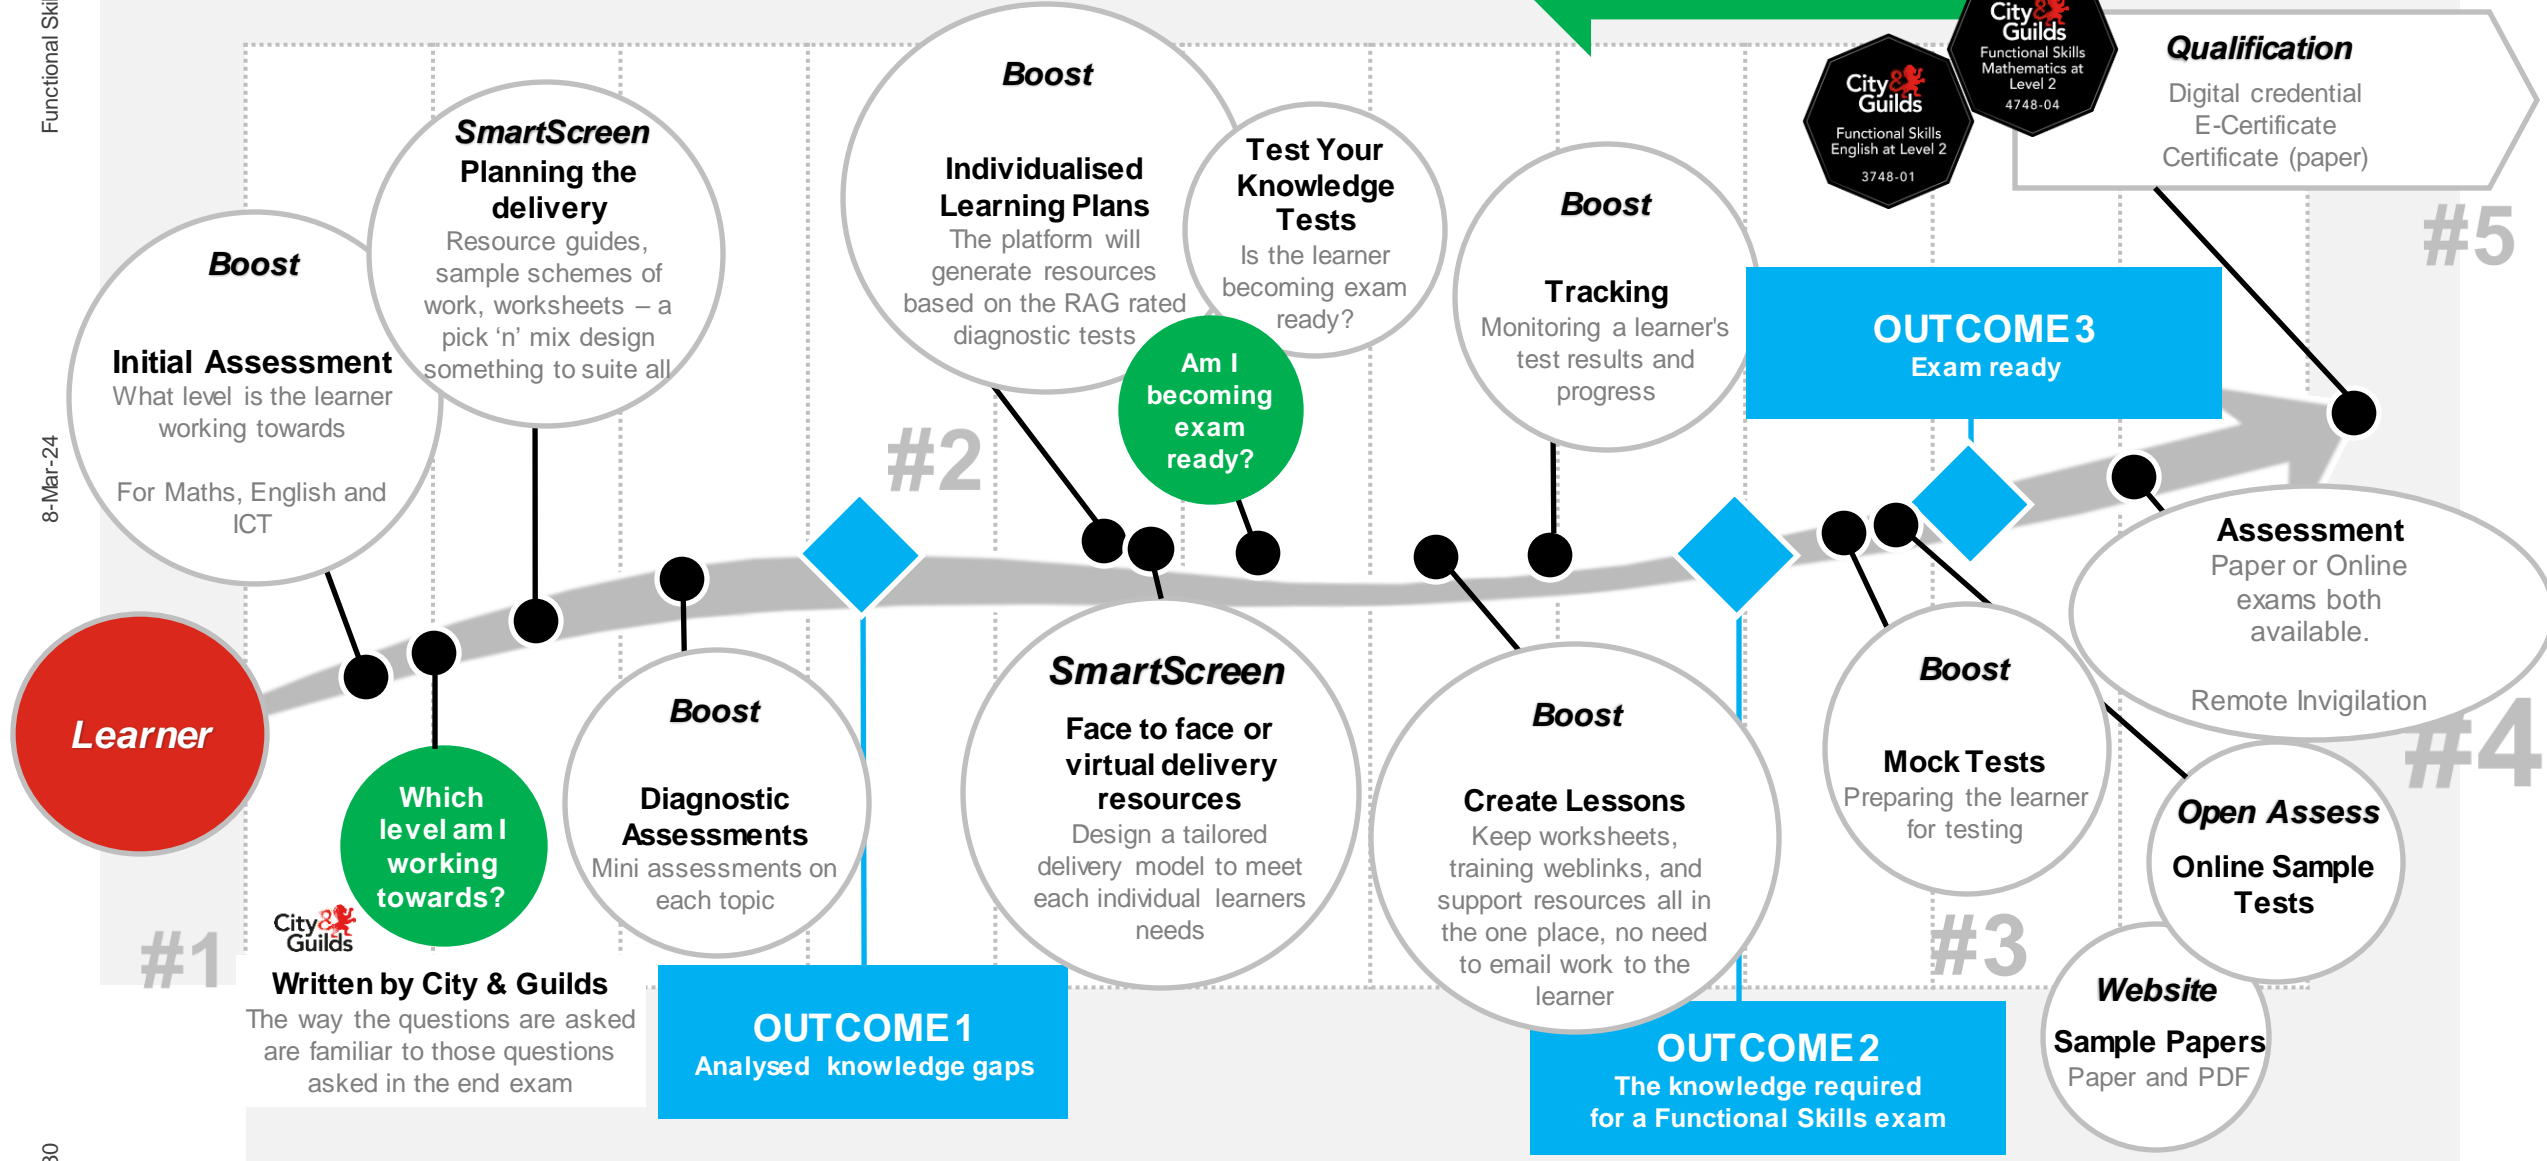 Functional Skil
8-Mar-24
30
Learner
#1
Boost
Initial Assessment
What level is the learner
working towards
For Maths, English and
ICT
SmartScreen
Planning the
delivery
Resource guides,
sample schemes of
work, worksheets – a
pick ‘n’ mix design
something to suite all
Which
level am I
working
towards?
City & Guilds
Written by City & Guilds
The way the questions are asked
are familiar to those questions
asked in the end exam
Boost
Diagnostic
Assessments
Mini assessments on
each topic
OUTCOME 1
Analysed knowledge gaps
#2
Boost
Individualised
Learning Plans
The platform will
generate resources
based on the RAG rated
diagnostic tests
Test Your
Knowledge
Tests
Is the learner
becoming exam
ready?
Am I
becoming
exam
ready?
SmartScreen
Face to face or
virtual delivery
resources
Design a tailored
delivery model to meet
each individual learners
needs
Boost
Tracking
Monitoring a learner's
test results and
progress
Boost
Create Lessons
Keep worksheets,
training weblinks, and
support resources all in
the one place, no need
to email work to the
learner
OUTCOME 2
The knowledge required
for a Functional Skills exam
#3
Boost
Mock Tests
Preparing the learner
for testing
Open Assess
Online Sample
Tests
Website
Sample Papers
Paper and PDF
OUTCOME 3
Exam ready
#4
Assessment
Paper or Online
exams both
available.
Remote Invigilation
#5
Qualification
Digital credential
E-Certificate
Certificate (paper)
City &
Guilds
Functional Skills
English at Level 2
3748-01
City &
Guilds
Functional Skills
Mathematics at
Level 2
4748-04